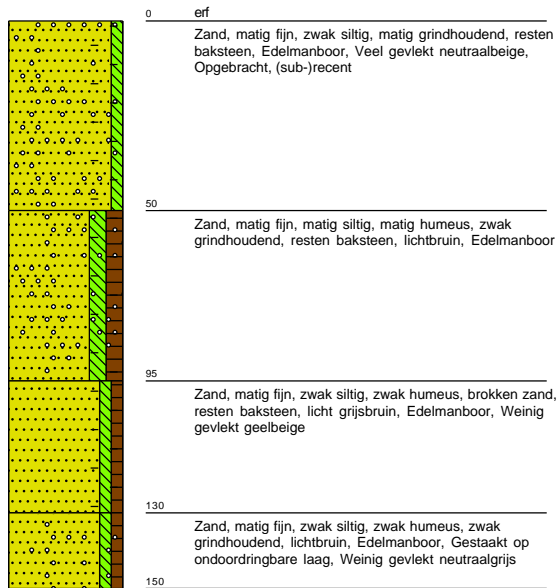 0
erf
Zand, matig fijn, zwak siltig, matig grindhoudend, resten
baksteen, Edelmanboor, Veel gevlekt neutraalbeige,
Opgebracht, (sub-)recent
50
Zand, matig fijn, matig siltig, matig humeus, zwak
grindhoudend, resten baksteen, lichtbruin, Edelmanboor
95
Zand, matig fijn, zwak siltig, zwak humeus, brokken zand,
resten baksteen, licht grijsbruin, Edelmanboor, Weinig
gevlekt geelbeige
130
Zand, matig fijn, zwak siltig, zwak humeus, zwak
grindhoudend, lichtbruin, Edelmanboor, Gestaakt op
ondoordringbare laag, Weinig gevlekt neutraalgrijs
150